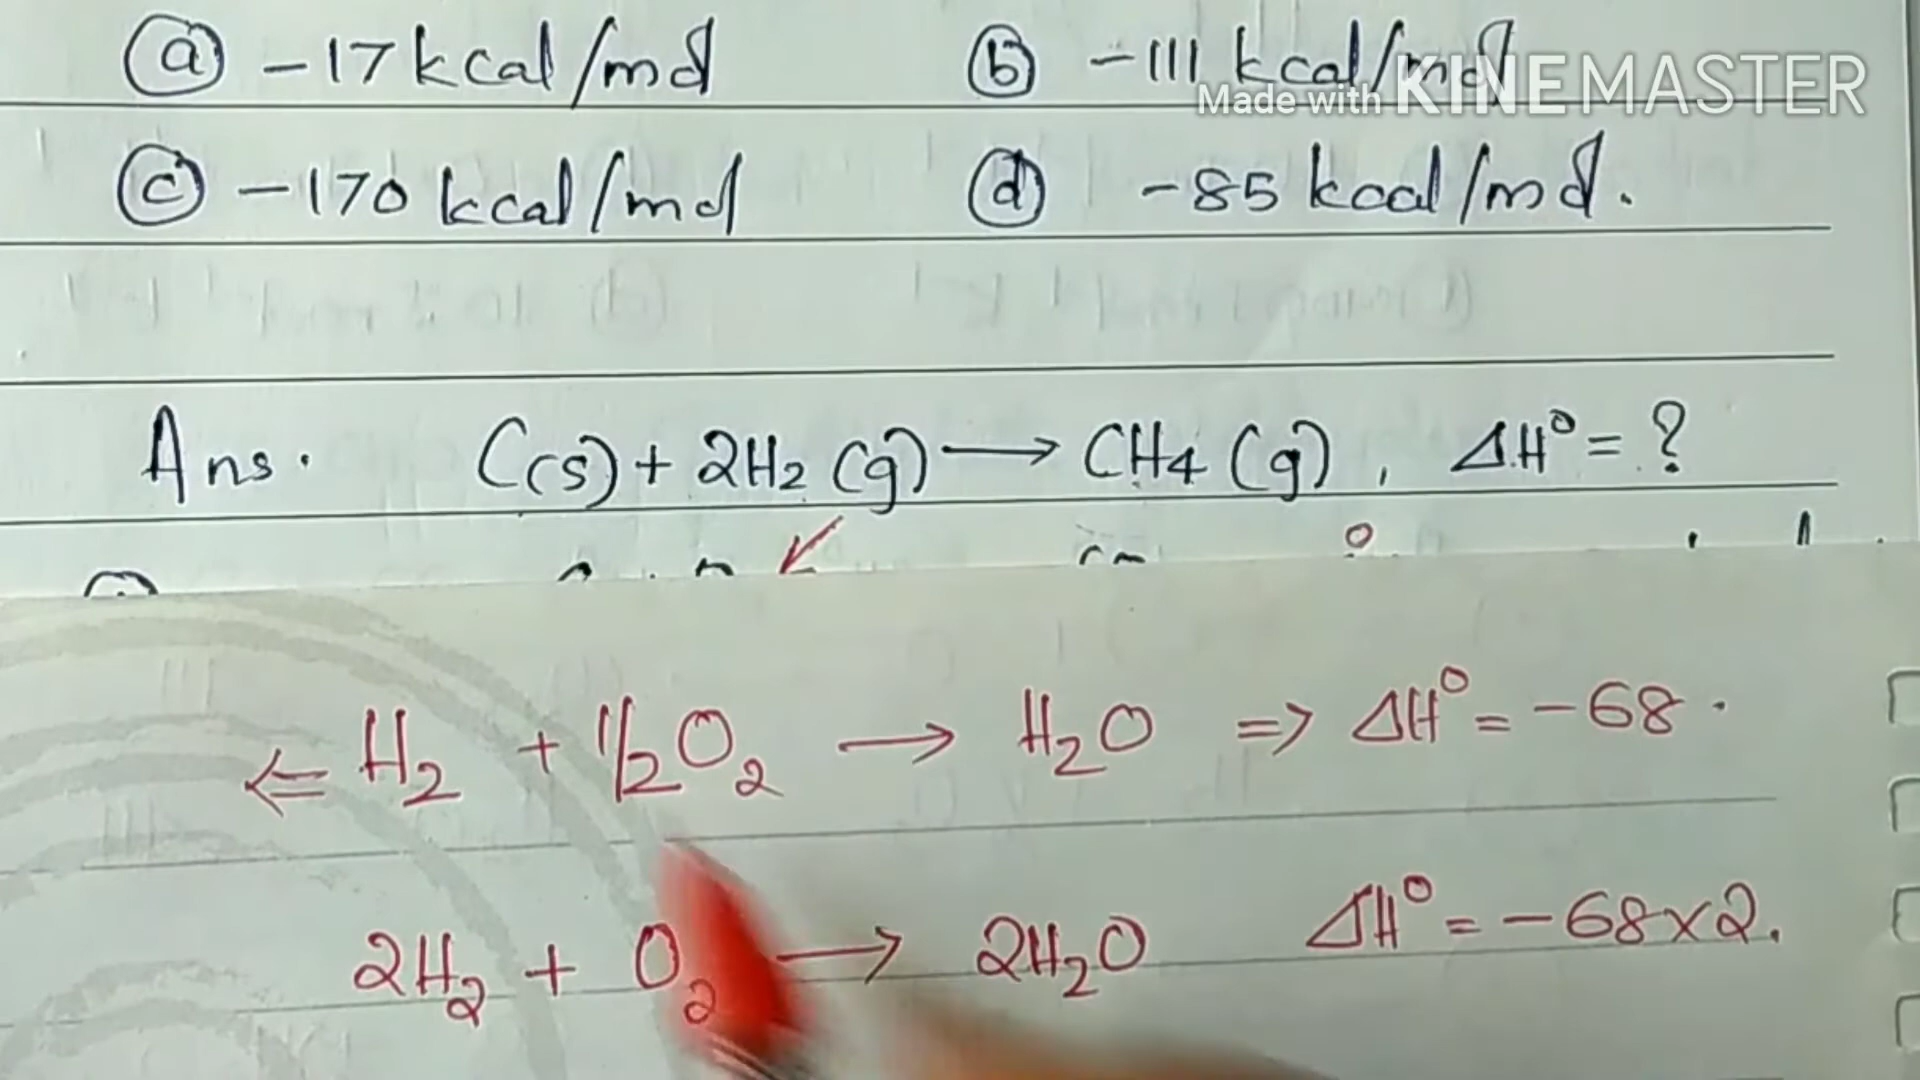 (a) -17 kcal/mol (b) -111 kcal/mol
Made with KINEMASTER
(c) -170 kcal/mol (d) -85 kcal/mol.
Ans. C(s) + 2H2 (g) → CH4 (g), ΔH° = ?
⇐ H2 + 1/2 O2 → H2O ⇒ ΔH° = -68.
2H2 + O2 → 2H2O ΔH° = -68×2.